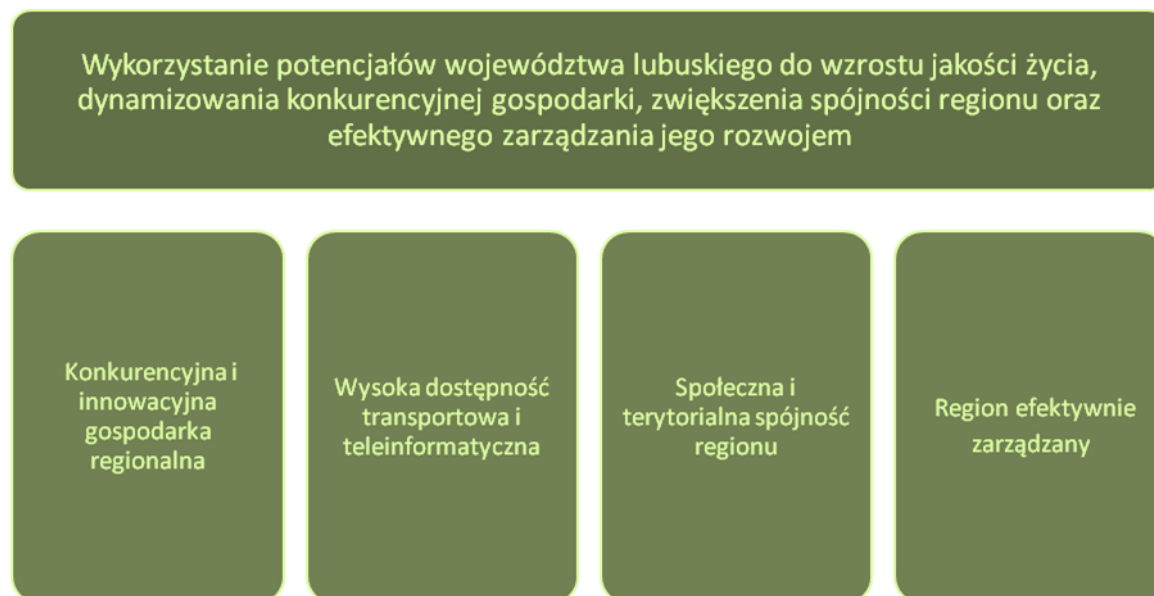 Wykorzystanie potencjałów województwa lubuskiego do wzrostu jakości życia,
dynamizowania konkurencyjnej gospodarki, zwiększenia spójności regionu oraz
efektywnego zarządzania jego rozwojem
Konkurencyjna i
innowacyjna
gospodarka
regionalna
Wysoka dostępność
transportowa i
teleinformatyczna
Społeczna i
terytorialna spójność
regionu
Region efektywnie
zarządzany